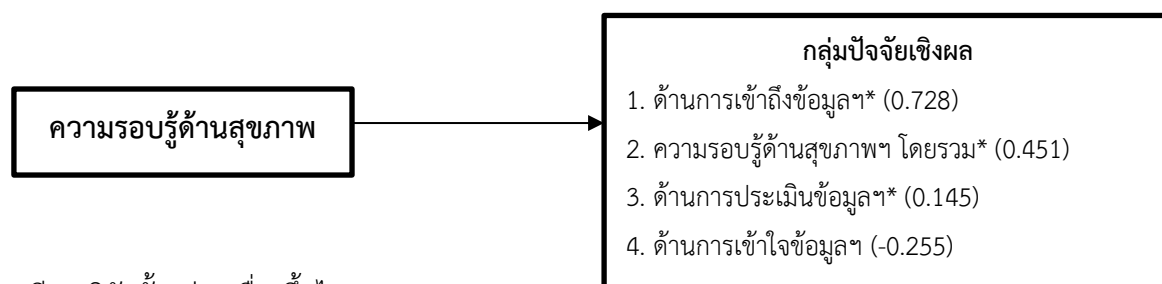 กลุ่มปัจจัยเชิงผล
ความรอบรู้ด้านสุขภาพ
1. ด้านการเข้าถึงข้อมูลฯ* (0.728)
2. ความรอบรู้ด้านสุขภาพฯ โดยรวม* (0.451)
3. ด้านการประเมินข้อมูลฯ* (0.145)
4. ด้านการเข้าใจข้อมูลฯ (-0.255)